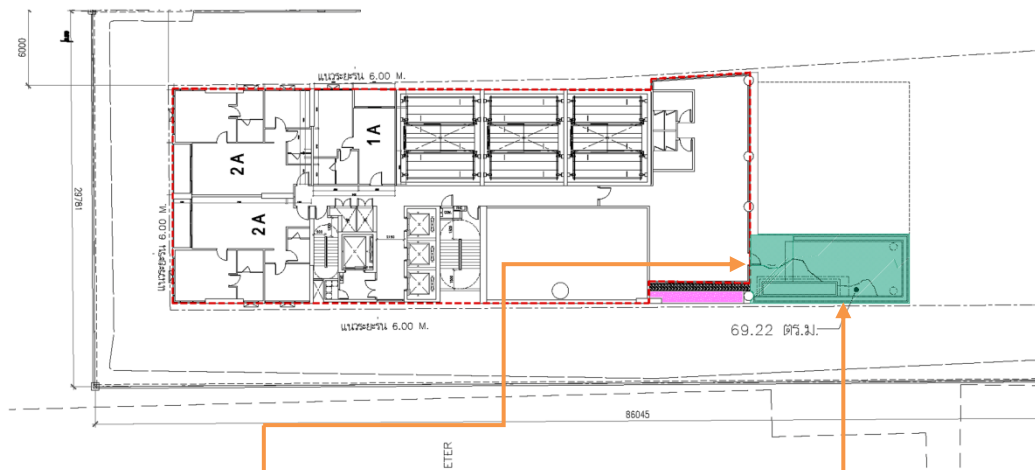 6000
แนวระยะร่น 6.00 M.
1A
2A
2A
29781
แนวระยะร่น 6.00 M.
แนวระยะร่น 6.00 M.
69.22 ตร.ม.
86045
ETER